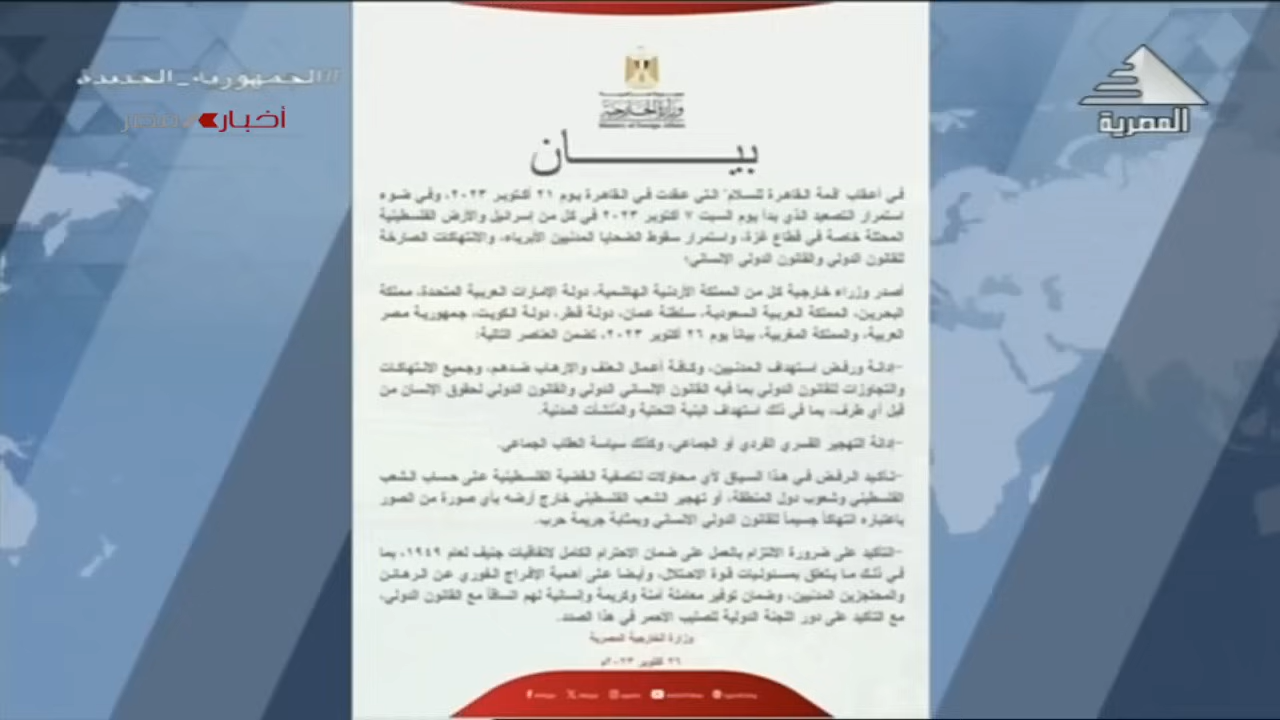 #الجمهورية_الجديدة
أخبار مصر
المصرية
وزارة الخارجية
Ministry of Foreign Affairs
بيـــــــان
في أعقاب "قمة القاهرة للسلام" التي عقدت في القاهرة يوم ٢١ أكتوبر ٢٠٢٣، وفي ضوء
استمرار التصعيد الذي بدأ يوم السبت ٧ أكتوبر ٢٠٢٣ في كل من إسرائيل والأرض الفلسطينية
المحتلة خاصة في قطاع غزة، واستمرار سقوط الضحايا المدنيين الأبرياء، والانتهاكات الصارخة
للقانون الدولي والقانون الدولي الإنساني؛
أصدر وزراء خارجية كل من المملكة الأردنية الهاشمية، دولة الإمارات العربية المتحدة، مملكة
البحرين، المملكة العربية السعودية، سلطنة عمان، دولة قطر، دولة الكويت، جمهورية مصر
العربية، والمملكة المغربية، بياناً يوم ٢٦ أكتوبر ٢٠٢٣، تضمن العناصر التالية:
-إدانة ورفض إستهداف المدنيين، وكافة أعمال العنف والإرهاب ضدهم، وجميع الانتهاكات
والتجاوزات للقانون الدولي بما فيه القانون الإنساني الدولي والقانون الدولي لحقوق الإنسان من
قبل أي طرف، بما في ذلك استهداف البنية التحتية والمنشآت المدنية.
-إدانة التهجير القسري الفردي أو الجماعي، وكذلك سياسة العقاب الجماعي.
-تأكيد الرفض في هذا السياق لأي محاولات لتصفية القضية الفلسطينية على حساب الشعب
الفلسطيني وشعوب دول المنطقة، أو تهجير الشعب الفلسطيني خارج أرضه بأي صورة من الصور
باعتباره انتهاكاً جسيماً للقانون الدولي الانساني وبمثابة جريمة حرب.
-التأكيد على ضرورة الالتزام بالعمل على ضمان الاحترام الكامل لاتفاقيات جنيف لعام ١٩٤٩، بما
في ذلك ما يتعلق بمسئوليات قوة الاحتلال، وأيضا على أهمية الافراج الفوري عن الرهائن
والمحتجزين المدنيين، وضمان توفير معاملة آمنة وكريمة وإنسانية لهم اتساقاً مع القانون الدولي،
مع التأكيد على دور اللجنة الدولية للصليب الأحمر في هذا الصدد.
وزارة الخارجية المصرية
٢٦ أكتوبر ٢٠٢٣م